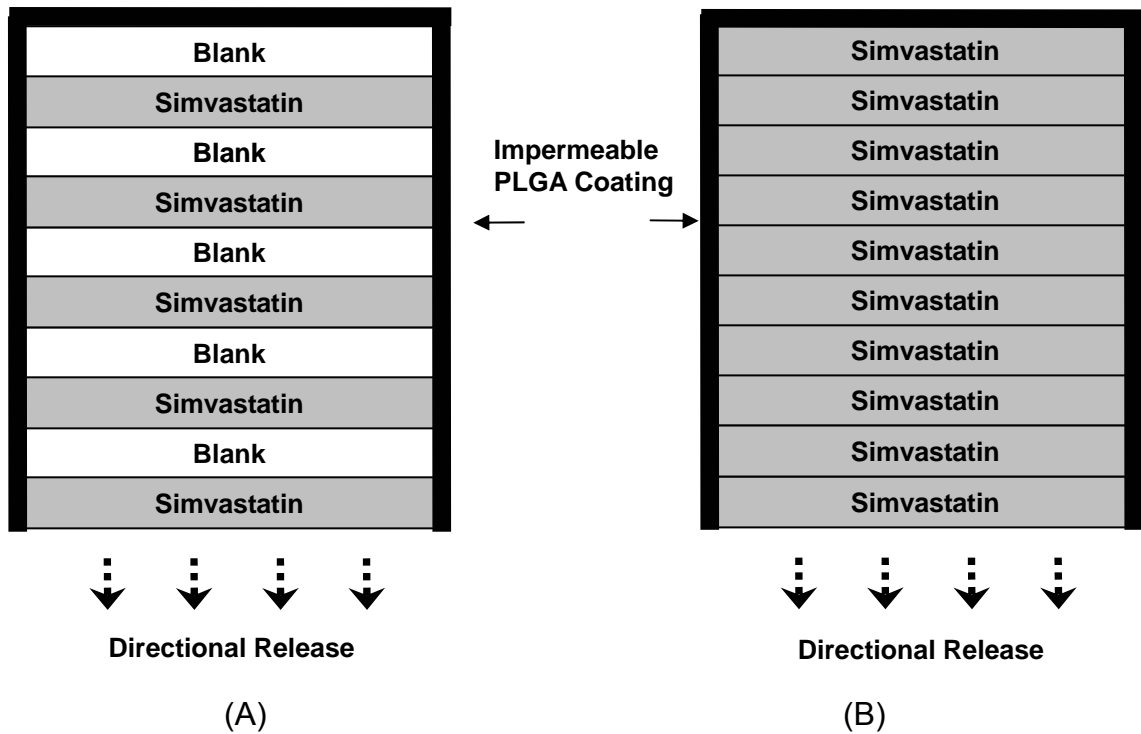 Blank
Simvastatin
Blank
Simvastatin
Blank
Simvastatin
Blank
Simvastatin
Blank
Simvastatin
Directional Release
(A)
Impermeable
PLGA Coating
Simvastatin
Simvastatin
Simvastatin
Simvastatin
Simvastatin
Simvastatin
Simvastatin
Simvastatin
Simvastatin
Simvastatin
Directional Release
(B)